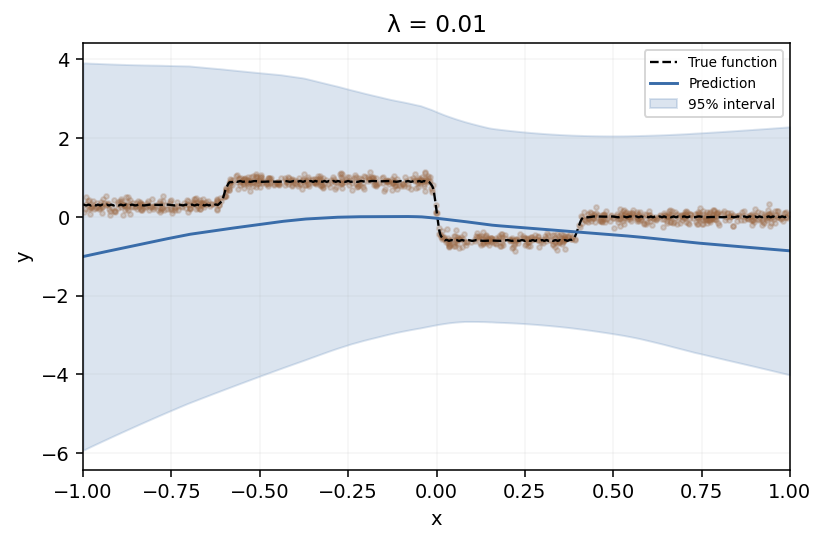 λ = 0.01
True function
Prediction
95% interval
y
4
2
0
−2
−4
−6
−1.00 −0.75 −0.50 −0.25 0.00 0.25 0.50 0.75 1.00
x